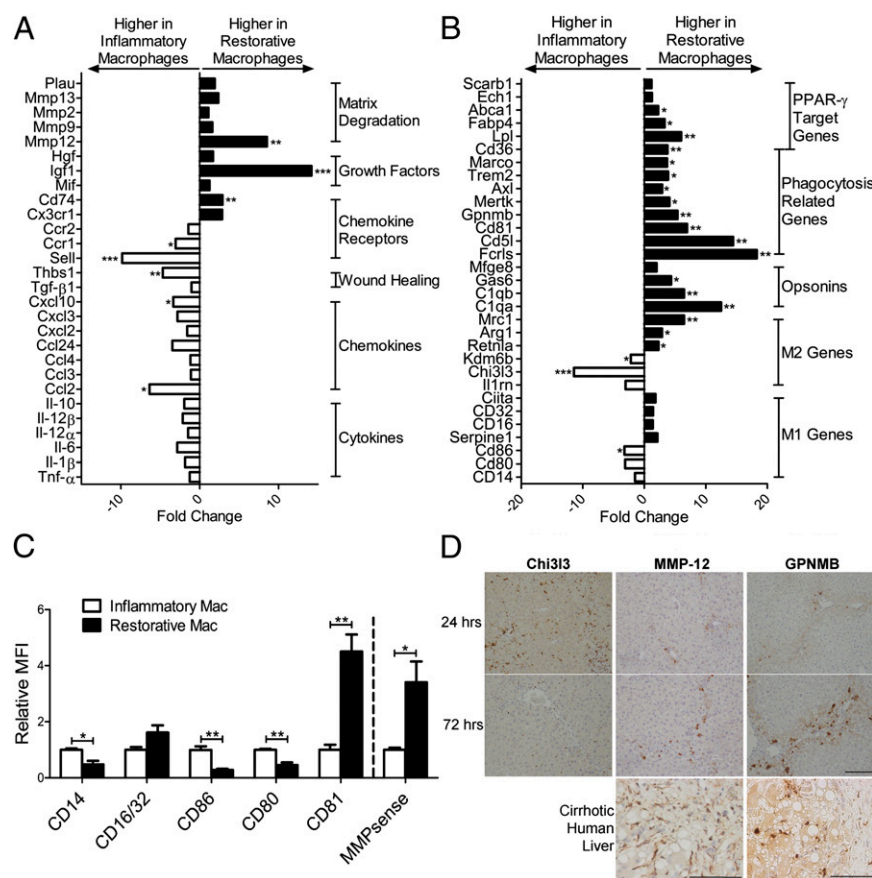 A
Higher in
Inflammatory
Macrophages
Higher in
Restorative
Macrophages
Plau
Mmp13
Mmp2
Mmp9
Mmp12
Hgf
Igf1
Mif
Cd74
Cx3cr1
Ccr2
Ccr1
Sell
Thbs1
Tgf-β1
Cxcl10
Cxcl3
Cxcl2
Ccl24
Ccl4
Ccl3
Ccl2
Il-10
Il-12β
Il-12α
Il-6
Il-1β
Tnf-α
**
***
**
*
***
**
*
*
Matrix
Degradation
Growth Factors
Chemokine
Receptors
Wound Healing
Chemokines
Cytokines
-10
0
10
Fold Change
B
Higher in
Inflammatory
Macrophages
Higher in
Restorative
Macrophages
Scarb1
Ech1
Abca1
Fabp4
Lpl
Cd36
Marco
Trem2
Axl
Mertk
Gpnmb
Cd81
Cd5l
Fcrls
Mfge8
Gas6
C1qb
C1qa
Mrc1
Arg1
Retnla
Kdm6b
Chi3l3
Il1rn
Ciita
CD32
CD16
Serpine1
Cd86
Cd80
CD14
*
*
**
**
*
*
*
*
**
**
**
**
*
**
**
**
*
*
*
***
*
PPAR-γ
Target
Genes
Phagocytosis
Related
Genes
Opsonins
M2 Genes
M1 Genes
-20
-10
0
10
20
Fold Change
C
Relative MFI
6
4
2
0
Inflammatory Mac
Restorative Mac
*
**
**
**
*
CD14
CD16/32
CD86
CD80
CD81
MMPsense
D
Chi3l3
MMP-12
GPNMB
24 hrs
72 hrs
Cirrhotic
Human
Liver